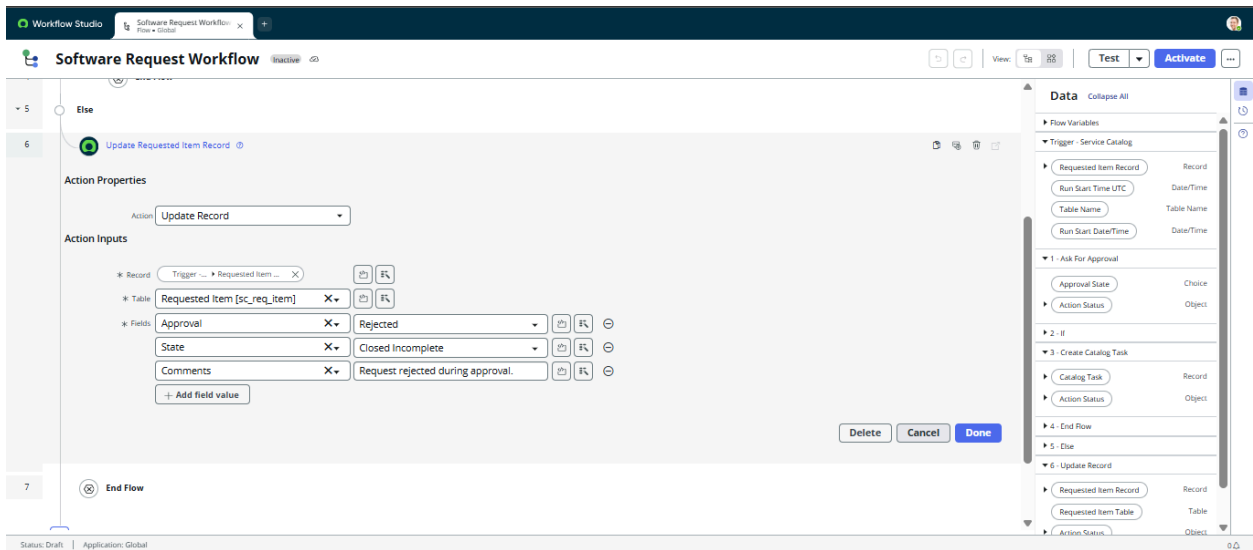 Workflow Studio
Software Request Workflow
Flow • Global
Software Request Workflow Inactive
View:
Test
Activate
5 Else
6 Update Requested Item Record
Action Properties
Action Update Record
Action Inputs
* Record Trigger -... ▸ Requested Item ...
* Table Requested Item [sc_req_item]
* Fields Approval Rejected
State Closed Incomplete
Comments Request rejected during approval.
+ Add field value
Delete Cancel Done
7 End Flow
Data Collapse All
Flow Variables
Trigger - Service Catalog
Requested Item Record Record
Run Start Time UTC Date/Time
Table Name Table Name
Run Start Date/Time Date/Time
1 - Ask For Approval
Approval State Choice
Action Status Object
2 - If
3 - Create Catalog Task
Catalog Task Record
Action Status Object
4 - End Flow
5 - Else
6 - Update Record
Requested Item Record Record
Requested Item Table Table
Action Status Object
Status: Draft | Application: Global
0